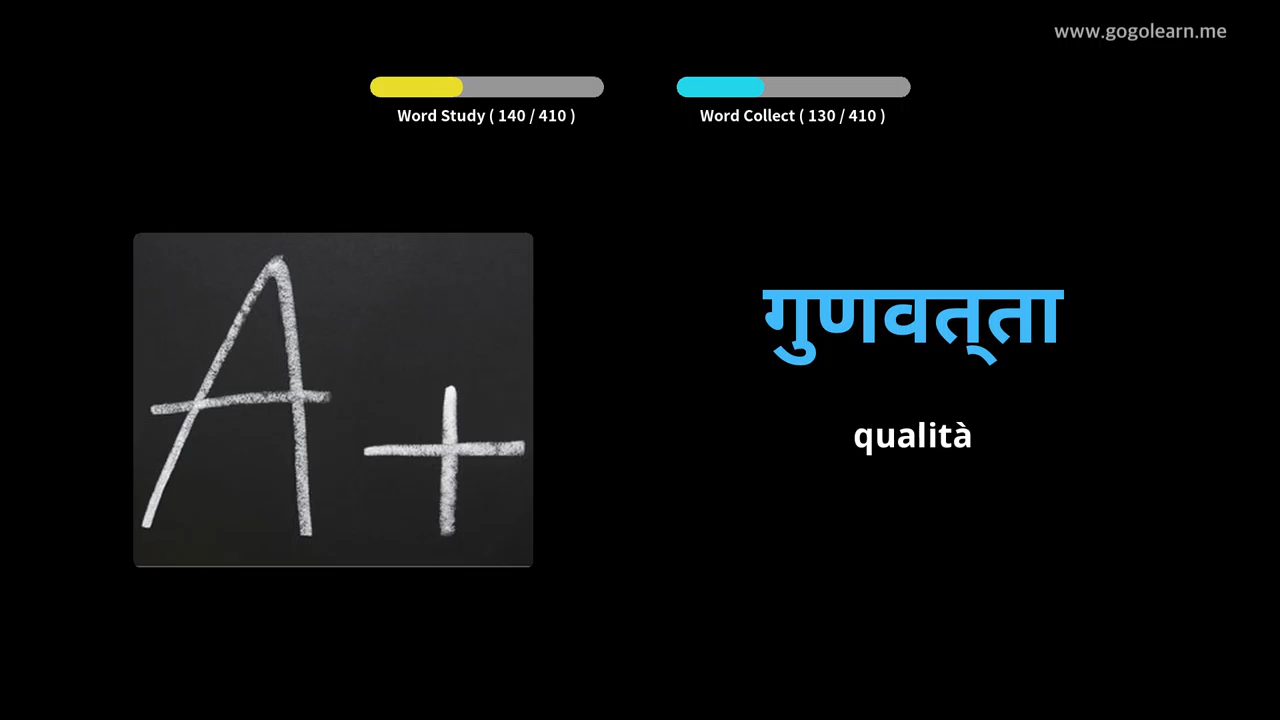 www.gogolearn.me
Word Study ( 140 / 410 )
Word Collect ( 130 / 410 )
A+
गुणवत्‌ता
qualità